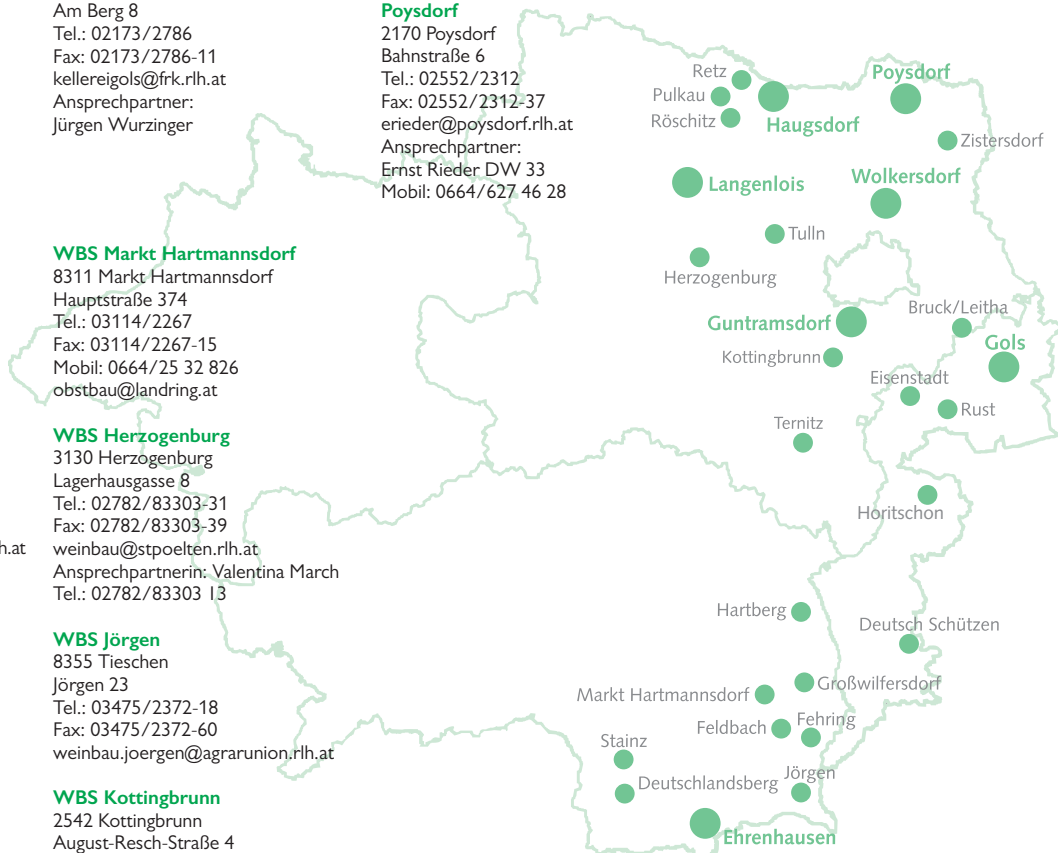 Am Berg 8
Tel.: 02173/2786
Fax: 02173/2786-11
kellereigols@frk.rlh.at
Ansprechpartner:
Jürgen Wurzinger
WBS Markt Hartmannsdorf
8311 Markt Hartmannsdorf
Hauptstraße 374
Tel.: 03114/2267
Fax: 03114/2267-15
Mobil: 0664/25 32 826
obstbau@landring.at
WBS Herzogenburg
3130 Herzogenburg
Lagerhausgasse 8
Tel.: 02782/83303-31
Fax: 02782/83303-39
h.at
weinbau@stpoelten.rlh.at
Ansprechpartnerin: Valentina March
Tel.: 02782/83303 13
WBS Jörgen
8355 Tieschen
Jörgen 23
Tel.: 03475/2372-18
Fax: 03475/2372-60
weinbau.joergen@agrarunion.rlh.at
WBS Kottingbrunn
2542 Kottingbrunn
August-Resch-Straße 4
Poysdorf
2170 Poysdorf
Bahnstraße 6
Tel.: 02552/2312
Fax: 02552/2312-37
erieder@poysdorf.rlh.at
Ansprechpartner:
Ernst Rieder DW 33
Mobil: 0664/627 46 28
Retz
Poysdorf
Pulkau
Röschitz
Haugsdorf
Zistersdorf
Langenlois
Wolkersdorf
Tulln
Herzogenburg
Bruck/Leitha
Guntramsdorf
Gols
Kottingbrunn
Eisenstadt
Rust
Ternitz
Horitschon
Hartberg
Deutsch Schützen
Großwilfersdorf
Markt Hartmannsdorf
Feldbach
Fehring
Stainz
Jörgen
Deutschlandsberg
Ehrenhausen